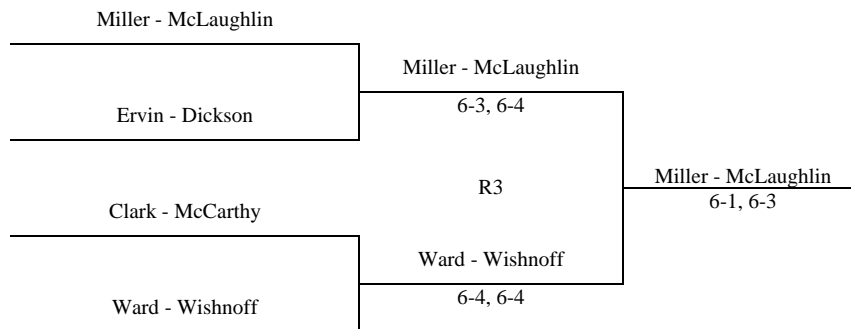 Miller - McLaughlin
Miller - McLaughlin
Ervin - Dickson
6-3, 6-4
R3
Miller - McLaughlin
6-1, 6-3
Clark - McCarthy
Ward - Wishnoff
6-4, 6-4
Ward - Wishnoff